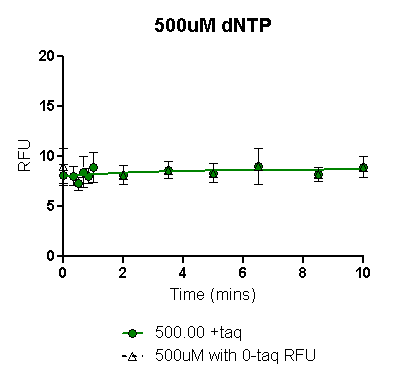 500uM dNTP
20
15
10
5
0
RFU
0 2 4 6 8 10
Time (mins)
500.00 +taq
500uM with 0-taq RFU